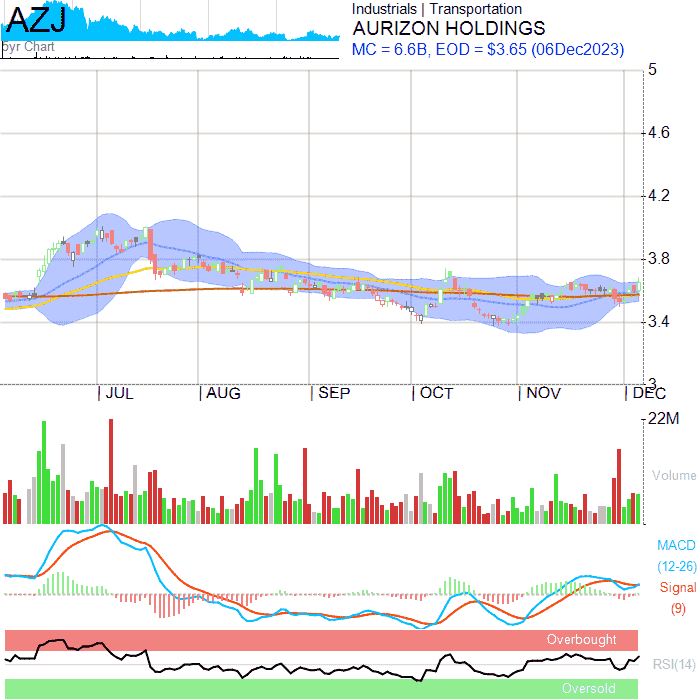 AZJ
5yr Chart
Industrials | Transportation
AURIZON HOLDINGS
MC = 6.6B, EOD = $3.65 (06Dec2023)
5
4.6
4.2
3.8
3.4
3
| JUL | AUG | SEP | OCT | NOV | DEC
22M
Volume
MACD
(12-26)
Signal
(9)
Overbought
RSI(14)
Oversold